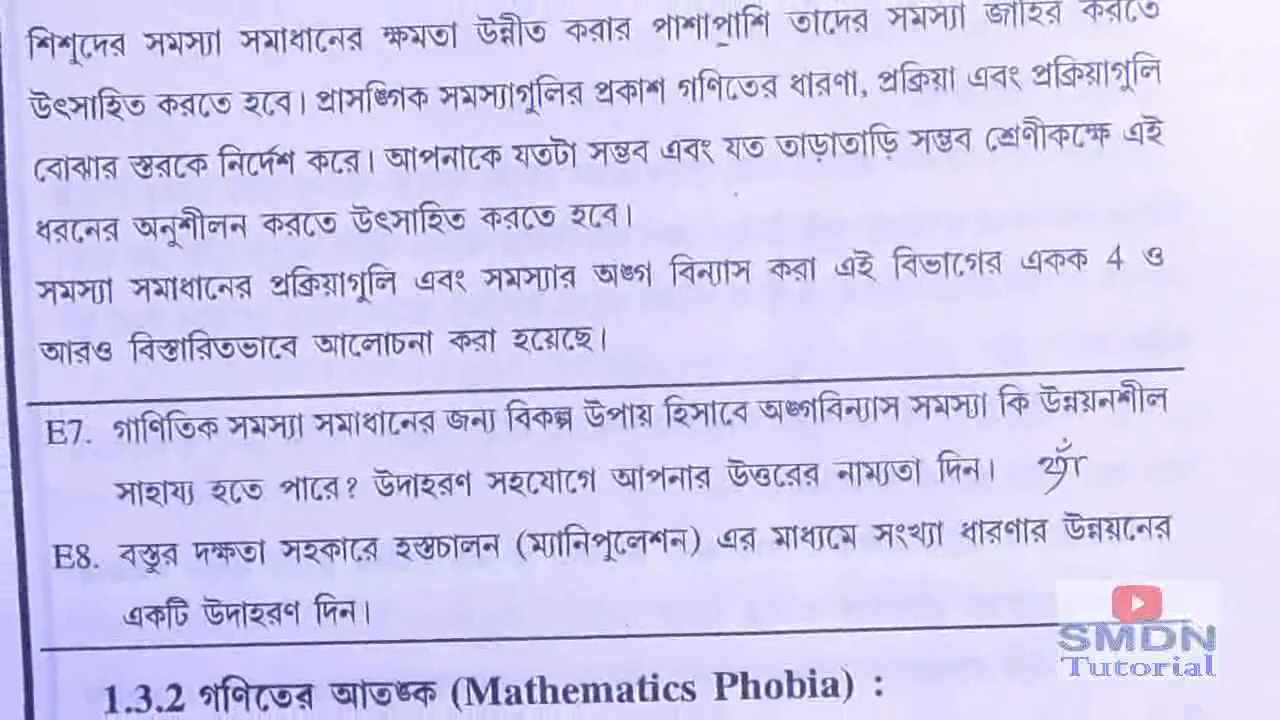 শিশুদের সমস্যা সমাধানের ক্ষমতা উন্নীত করার পাশাপাশি তাদের সমস্যা জাহির করতে
উৎসাহিত করতে হবে। প্রাসঙ্গিক সমস্যাগুলির প্রকাশ গণিতের ধারণা, প্রক্রিয়া এবং প্রক্রিয়াগুলি
বোঝার স্তরকে নির্দেশ করে। আপনাকে যতটা সম্ভব এবং যত তাড়াতাড়ি সম্ভব শ্রেণীকক্ষে এই
ধরনের অনুশীলন করতে উৎসাহিত করতে হবে।
সমস্যা সমাধানের প্রক্রিয়াগুলি এবং সমস্যার অঙ্গ বিন্যাস করা এই বিভাগের একক 4 ও
আরও বিস্তারিতভাবে আলোচনা করা হয়েছে।
E7. গাণিতিক সমস্যা সমাধানের জন্য বিকল্প উপায় হিসাবে অঙ্গবিন্যাস সমস্যা কি উন্নয়নশীল
সাহায্য হতে পারে? উদাহরণ সহযোগে আপনার উত্তরের নাম্যতা দিন। হ্যাঁ
E8. বস্তুর দক্ষতা সহকারে হস্তচালন (ম্যানিপুলেশন) এর মাধ্যমে সংখ্যা ধারণার উন্নয়নের
একটি উদাহরণ দিন।
SMDN
Tutorial
1.3.2 গণিতের আতঙ্ক (Mathematics Phobia) :